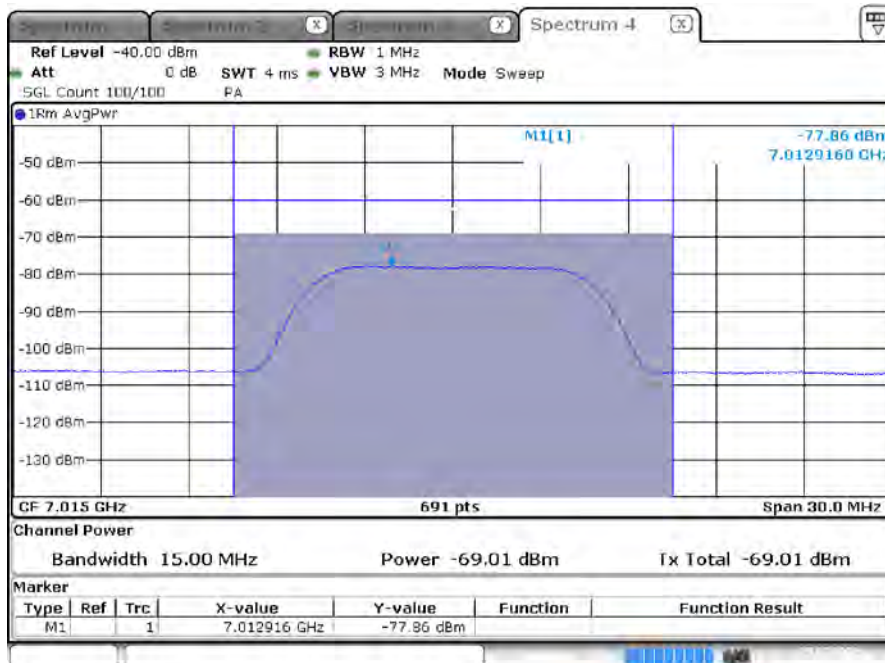 Spectrum 4 X
Ref Level -40.00 dBm RBW 1 MHz
Att 0 dB SWT 4 ms VBW 3 MHz Mode Sweep
SGL Count 100/100 PA
1Rm AvgPwr
M1[1] -77.86 dBm
7.0129160 GHz
-50 dBm
-60 dBm
-70 dBm
-80 dBm
-90 dBm
-100 dBm
-110 dBm
-120 dBm
-130 dBm
CF 7.015 GHz 691 pts Span 30.0 MHz
Channel Power
Bandwidth 15.00 MHz Power -69.01 dBm Tx Total -69.01 dBm
Marker
Type Ref Trc X-value Y-value Function Function Result
M1 1 7.012916 GHz -77.86 dBm